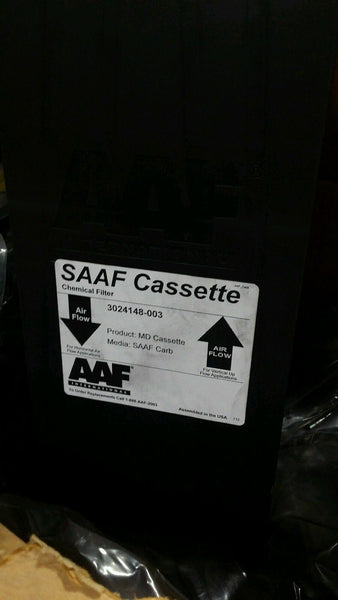 SAAF Cassette
Chemical Filter
3024148-003
Air
Flow
Product: MD Cassette
Media: SAAF Carb
AIR
FLOW
For Horizontal Air
Flow Applications
For Vertical Up
Flow Applications
AAF
INTERNATIONAL
To Order Replacements Call 1-888-AAF-2003
Assembled in the USA